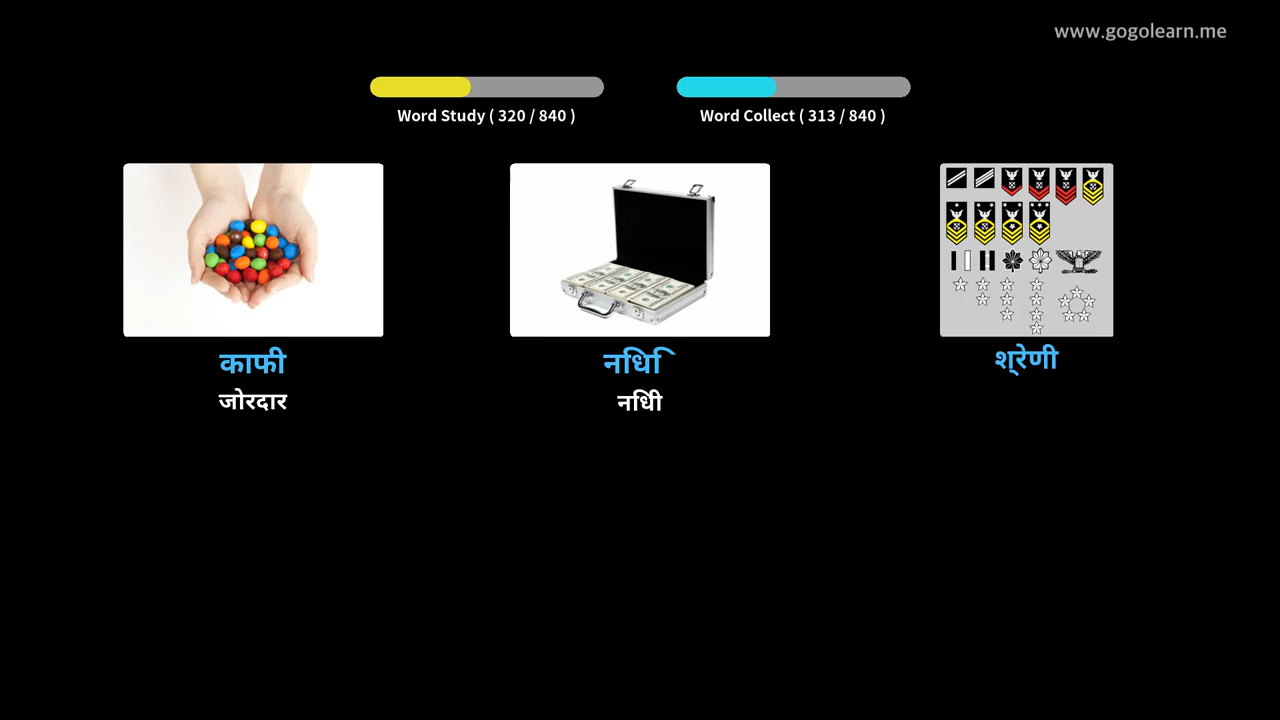 www.gogolearn.me
Word Study ( 320 / 840 )
Word Collect ( 313 / 840 )
काफी
जोरदार
नधिि
नधिी
श्रेणी